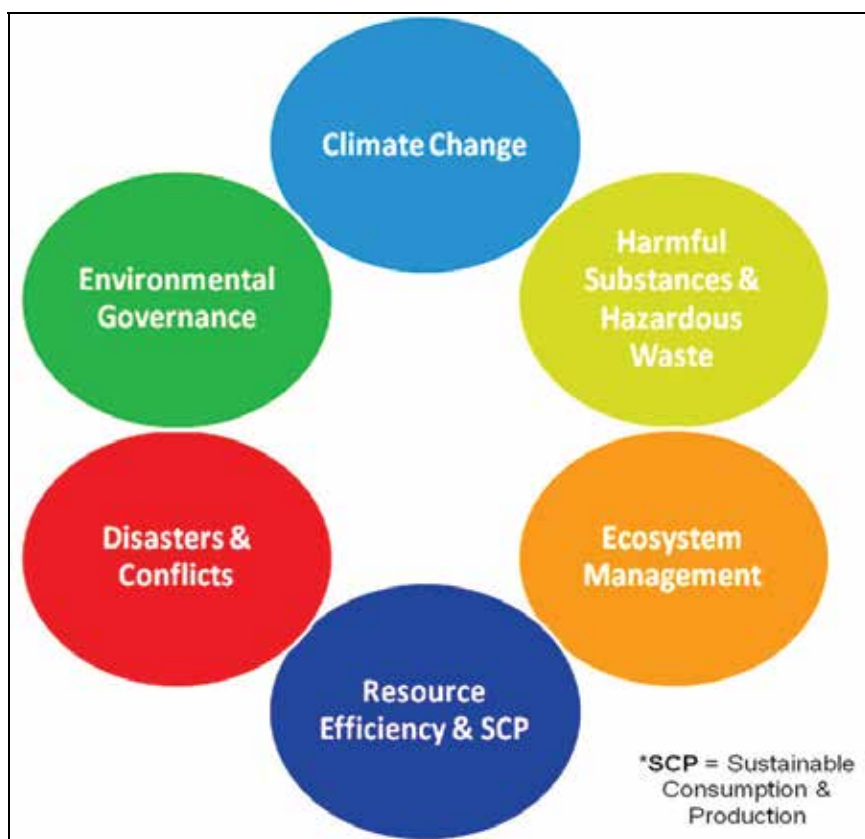 Climate Change
Environmental
Governance
Harmful
Substances &
Hazardous
Waste
Disasters &
Conflicts
Ecosystem
Management
Resource
Efficiency & SCP
*SCP = Sustainable
Consumption &
Production